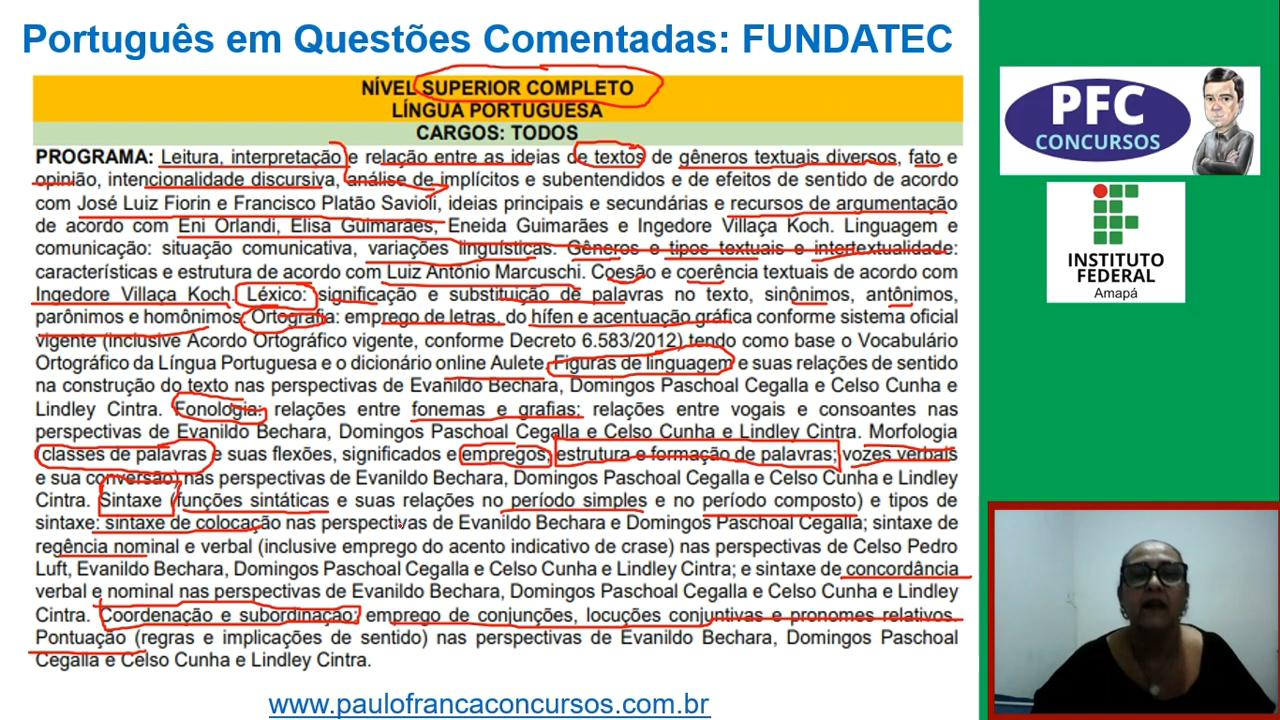 Português em Questões Comentadas: FUNDATEC
NÍVEL SUPERIOR COMPLETO
LÍNGUA PORTUGUESA
CARGOS: TODOS
PROGRAMA: Leitura, interpretação e relação entre as ideias de textos de gêneros textuais diversos, fato e
opinião, intencionalidade discursiva, análise de implícitos e subentendidos e de efeitos de sentido de acordo
com José Luiz Fiorin e Francisco Platão Savioli, ideias principais e secundárias e recursos de argumentação
de acordo com Eni Orlandi, Elisa Guimarães, Eneida Guimarães e Ingedore Villaça Koch. Linguagem e
comunicação: situação comunicativa, variações linguísticas. Gêneros e tipos textuais e intertextualidade:
características e estrutura de acordo com Luiz Antônio Marcuschi. Coesão e coerência textuais de acordo com
Ingedore Villaça Koch. Léxico: significação e substituição de palavras no texto, sinônimos, antônimos,
parônimos e homônimos. Ortografia: emprego de letras, do hífen e acentuação gráfica conforme sistema oficial
vigente (inclusive Acordo Ortográfico vigente, conforme Decreto 6.583/2012) tendo como base o Vocabulário
Ortográfico da Língua Portuguesa e o dicionário online Aulete. Figuras de linguagem e suas relações de sentido
na construção do texto nas perspectivas de Evanildo Bechara, Domingos Paschoal Cegalla e Celso Cunha e
Lindley Cintra. Fonologia: relações entre fonemas e grafias; relações entre vogais e consoantes nas
perspectivas de Evanildo Bechara, Domingos Paschoal Cegalla e Celso Cunha e Lindley Cintra. Morfologia
(classes de palavras e suas flexões, significados e empregos; estrutura e formação de palavras; vozes verbais
e sua conversão) nas perspectivas de Evanildo Bechara, Domingos Paschoal Cegalla e Celso Cunha e Lindley
Cintra. Sintaxe (funções sintáticas e suas relações no período simples e no período composto) e tipos de
sintaxe: sintaxe de colocação nas perspectivas de Evanildo Bechara e Domingos Paschoal Cegalla; sintaxe de
regência nominal e verbal (inclusive emprego do acento indicativo de crase) nas perspectivas de Celso Pedro
Luft, Evanildo Bechara, Domingos Paschoal Cegalla e Celso Cunha e Lindley Cintra; e sintaxe de concordância
verbal e nominal nas perspectivas de Evanildo Bechara, Domingos Paschoal Cegalla e Celso Cunha e Lindley
Cintra. Coordenação e subordinação: emprego de conjunções, locuções conjuntivas e pronomes relativos.
Pontuação (regras e implicações de sentido) nas perspectivas de Evanildo Bechara, Domingos Paschoal
Cegalla e Celso Cunha e Lindley Cintra.
www.paulofrancaconcursos.com.br
PFC
CONCURSOS
INSTITUTO
FEDERAL
Amapá